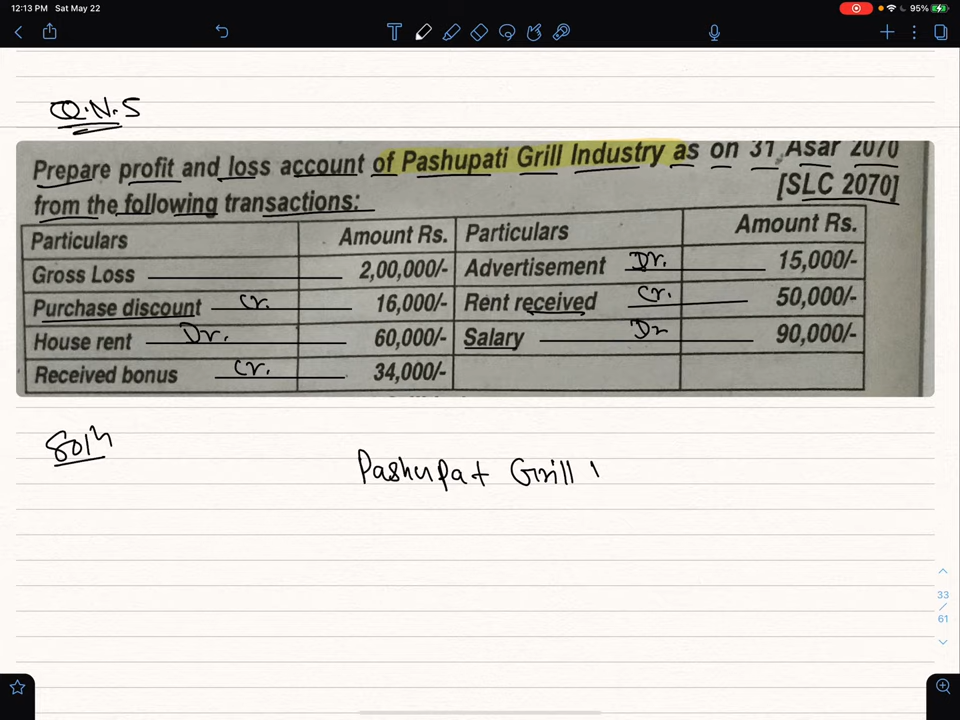 12:13 PM Sat May 22
95%
Q.N.5
Prepare profit and loss account of Pashupati Grill Industry as on 31 Asar 2070
[SLC 2070]
from the following transactions:
Particulars Amount Rs. Particulars Amount Rs.
Gross Loss 2,00,000/- Advertisement Dr. 15,000/-
Purchase discount Cr. 16,000/- Rent received Cr. 50,000/-
House rent Dr. 60,000/- Salary Dr 90,000/-
Received bonus Cr. 34,000/-
Soln
Pashupat Grill
33
/
61